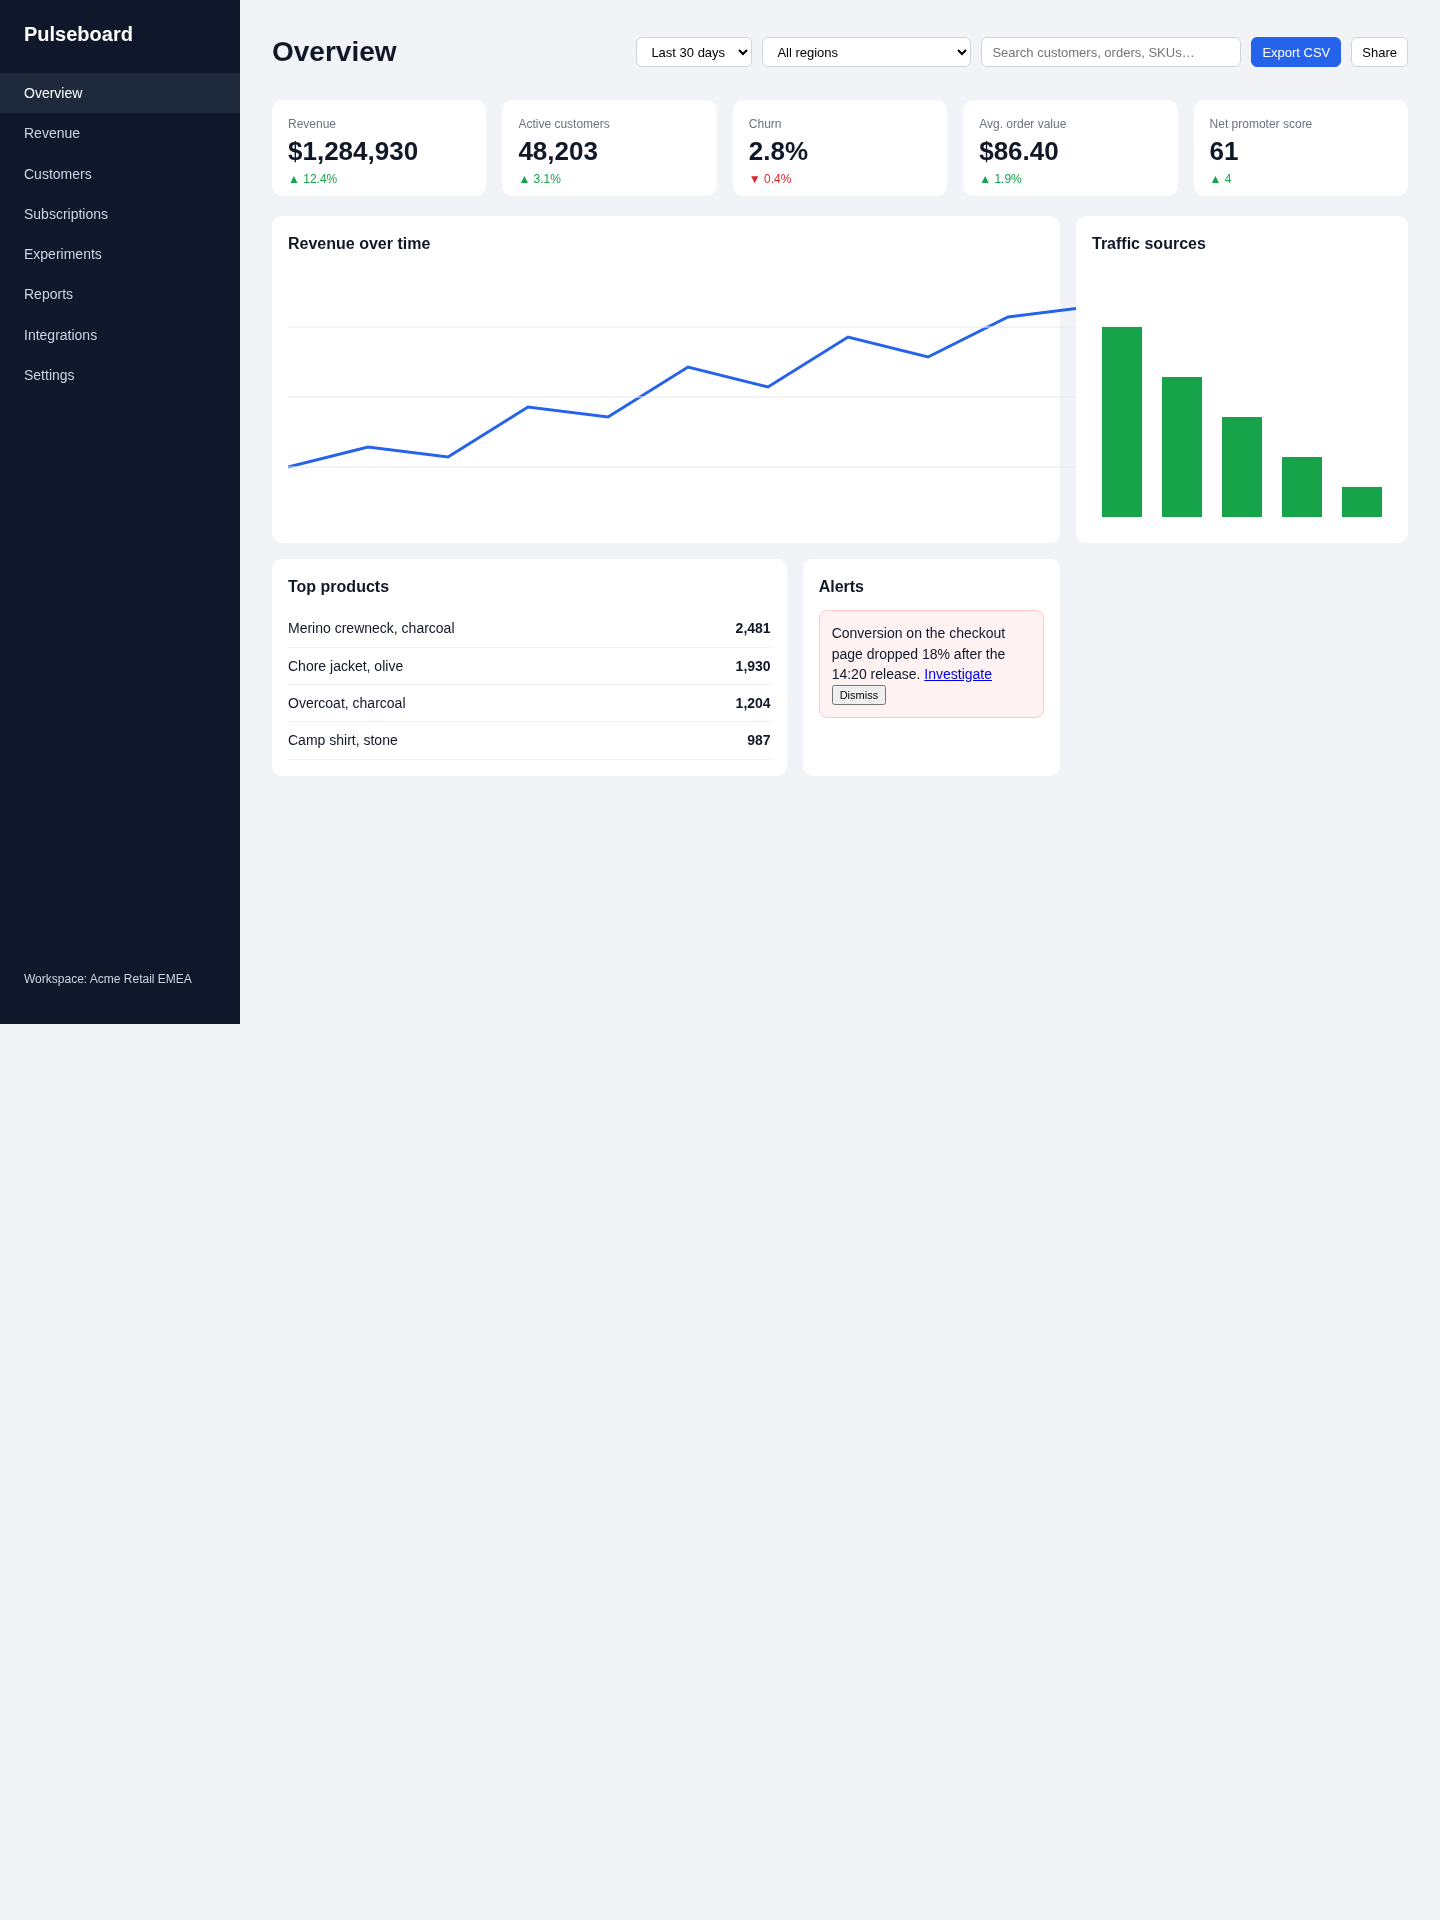 Pulseboard
Overview
Revenue
Customers
Subscriptions
Experiments
Reports
Integrations
Settings
Workspace: Acme Retail EMEA
Overview
Last 30 days
All regions
Search customers, orders, SKUs…
Export CSV
Share
Revenue
$1,284,930
▲ 12.4%
Active customers
48,203
▲ 3.1%
Churn
2.8%
▼ 0.4%
Avg. order value
$86.40
▲ 1.9%
Net promoter score
61
▲ 4
Revenue over time
Traffic sources
Top products
Merino crewneck, charcoal 2,481
Chore jacket, olive 1,930
Overcoat, charcoal 1,204
Camp shirt, stone 987
Alerts
Conversion on the checkout
page dropped 18% after the
14:20 release. Investigate
Dismiss